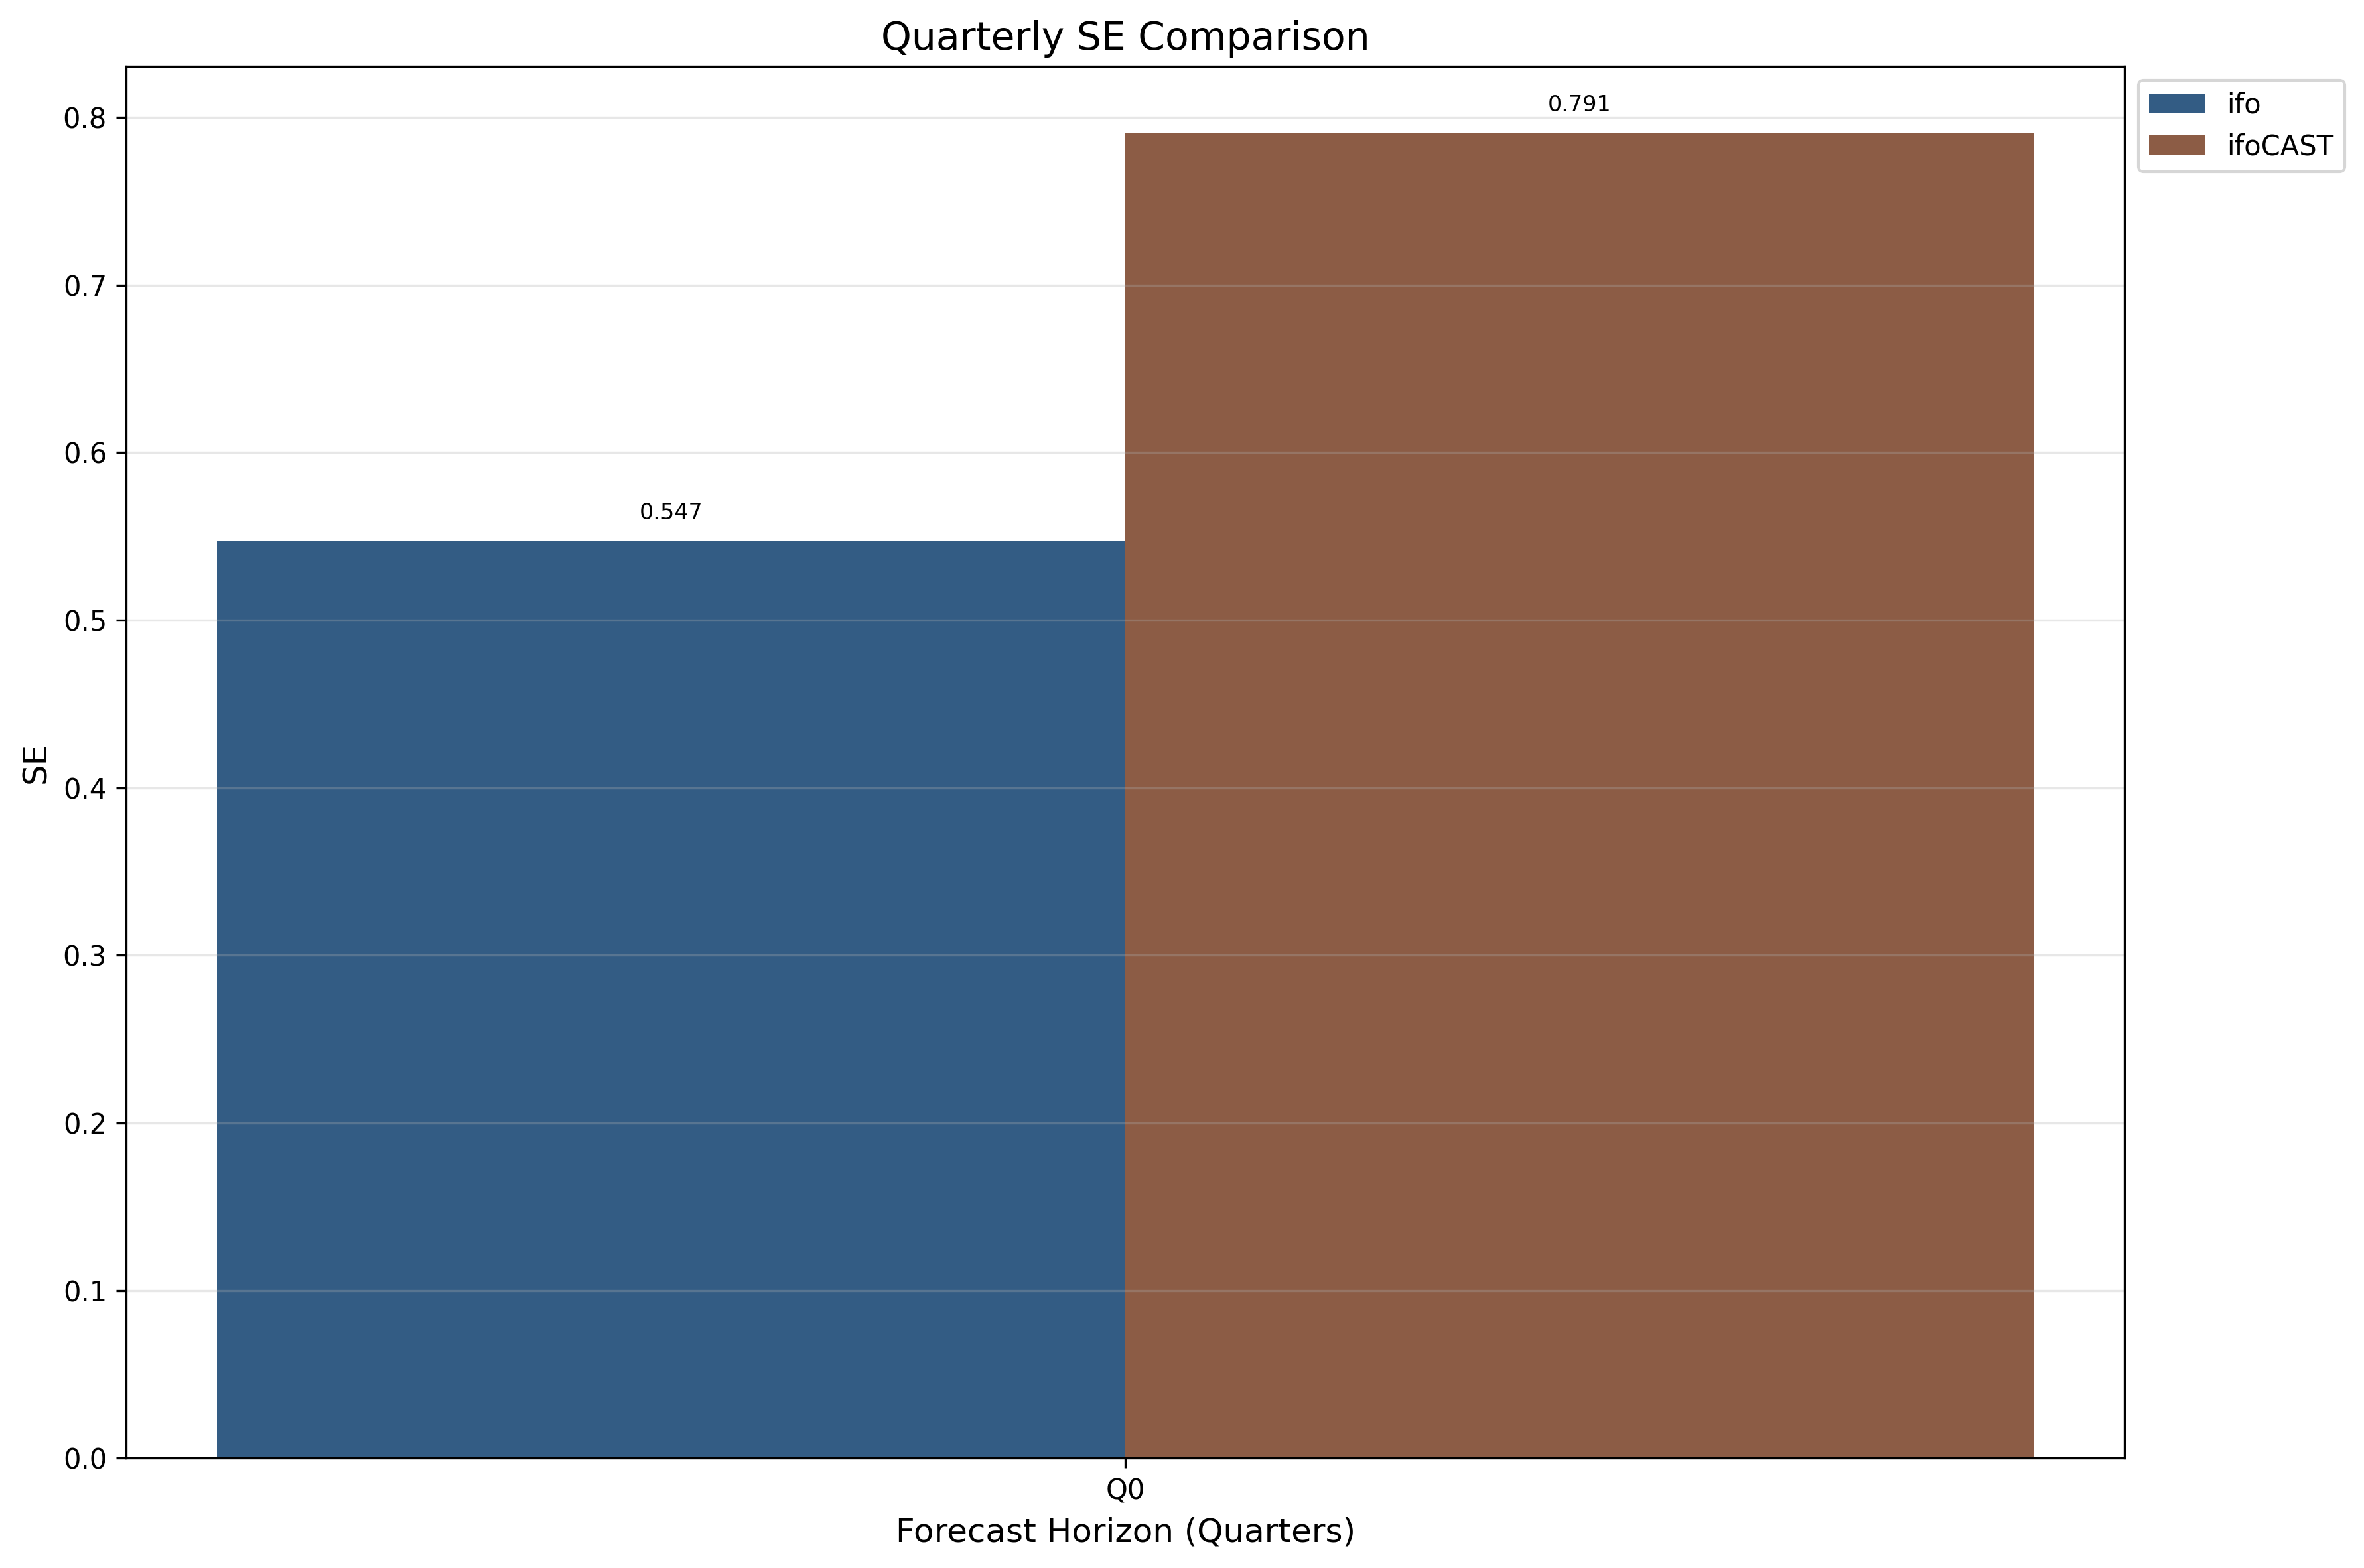 Quarterly SE Comparison
ifo
ifoCAST
0.791
0.547
0.8
0.7
0.6
0.5
0.4
0.3
0.2
0.1
0.0
SE
Q0
Forecast Horizon (Quarters)